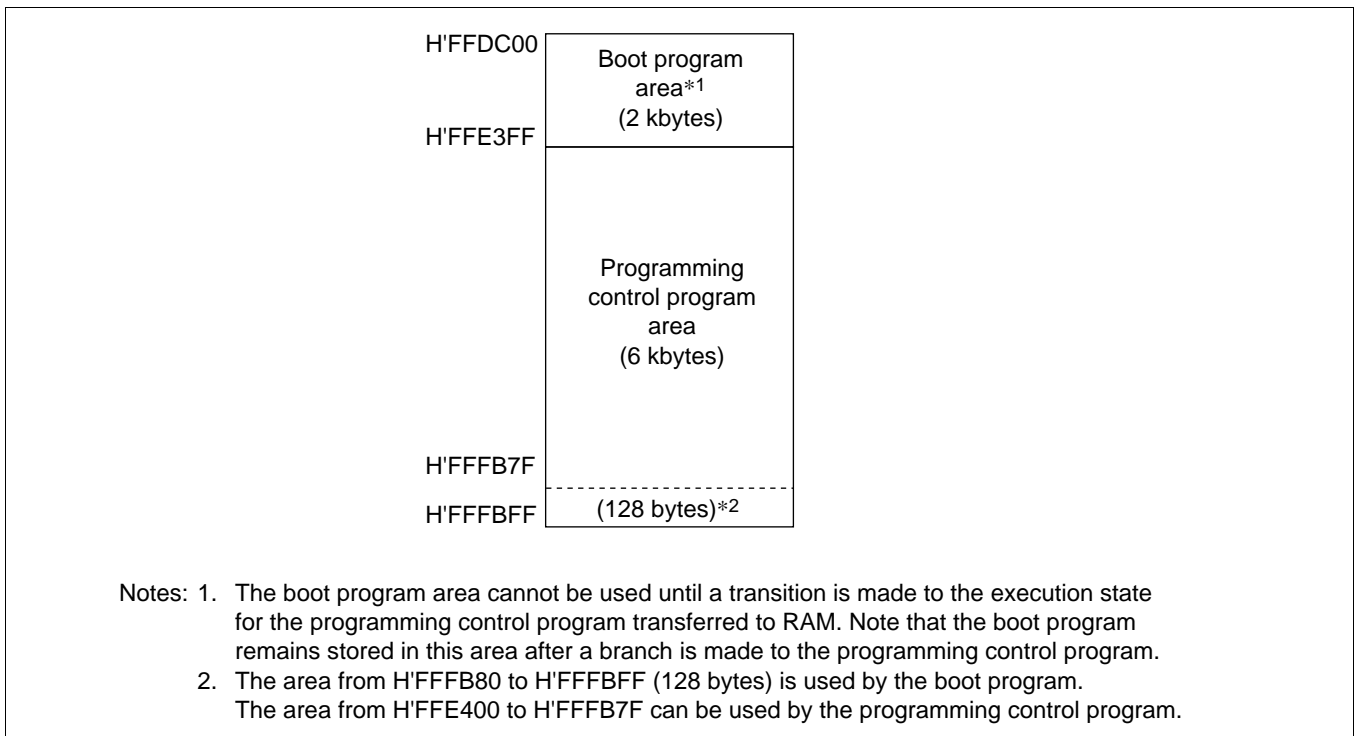 H'FFDC00
Boot program
area*1
(2 kbytes)
H'FFE3FF
Programming
control program
area
(6 kbytes)
H'FFFB7F
(128 bytes)*2
H'FFFBFF
Notes: 1. The boot program area cannot be used until a transition is made to the execution state
for the programming control program transferred to RAM. Note that the boot program
remains stored in this area after a branch is made to the programming control program.
2. The area from H'FFFB80 to H'FFFBFF (128 bytes) is used by the boot program.
The area from H'FFE400 to H'FFFB7F can be used by the programming control program.